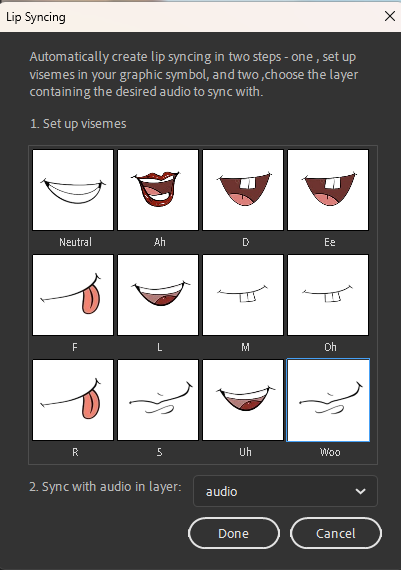 Lip Syncing
Automatically create lip syncing in two steps - one , set up
visemes in your graphic symbol, and two ,choose the layer
containing the desired audio to sync with.
1. Set up visemes
Neutral Ah D Ee
F L M Oh
R S Uh Woo
2. Sync with audio in layer: audio
Done Cancel